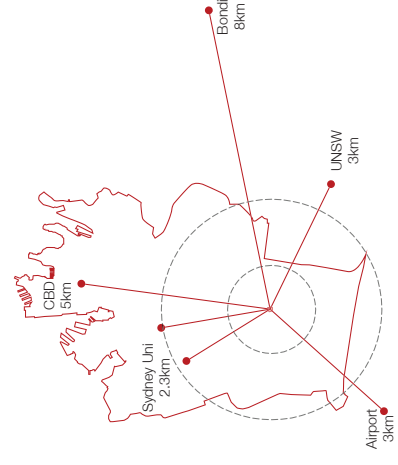 Bondi
8km
UNSW
3km
CBD
5km
Sydney Uni
2.3km
Airport
3km